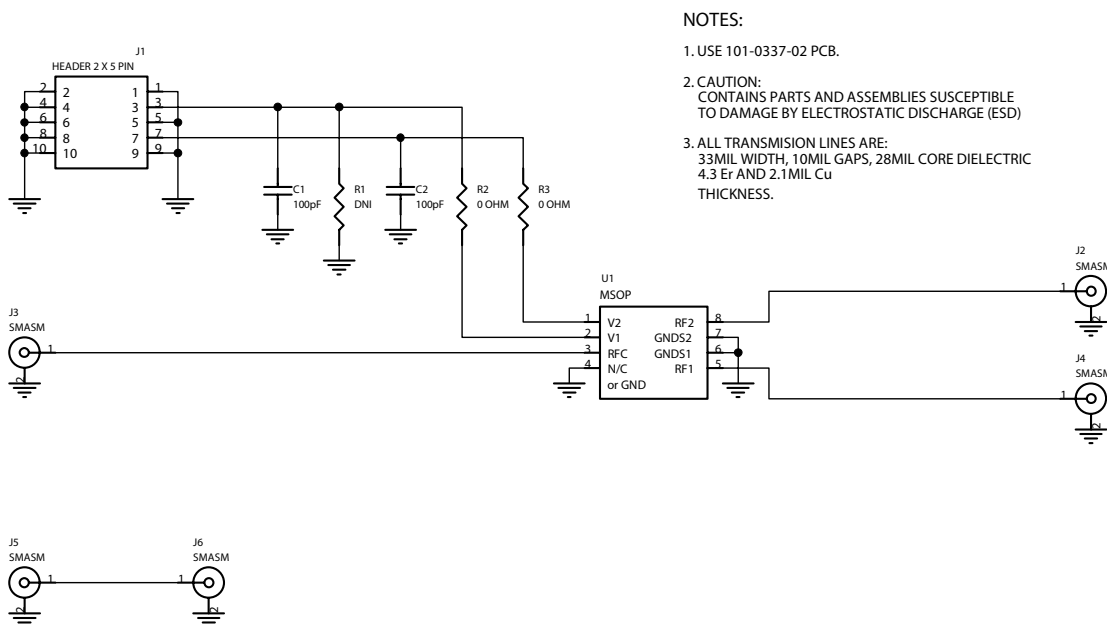 NOTES:
1. USE 101-0337-02 PCB.
2. CAUTION:
CONTAINS PARTS AND ASSEMBLIES SUSCEPTIBLE
TO DAMAGE BY ELECTROSTATIC DISCHARGE (ESD)
3. ALL TRANSMISION LINES ARE:
33MIL WIDTH, 10MIL GAPS, 28MIL CORE DIELECTRIC
4.3 Er AND 2.1MIL Cu
THICKNESS.
J1
HEADER 2 X 5 PIN
2 2 1 1
4 4 3 3
6 6 5 5
8 8 7 7
10 10 9 9
C1
100pF
R1
DNI
C2
100pF
R2
0 OHM
R3
0 OHM
U1
MSOP
1 V2 RF2 8
2 V1 GNDS2 7
3 RFC GNDS1 6
4 N/C RF1 5
or GND
J2
SMASM
1
2
J3
SMASM
1
2
J4
SMASM
1
2
J5
SMASM
1
2
J6
SMASM
1
2